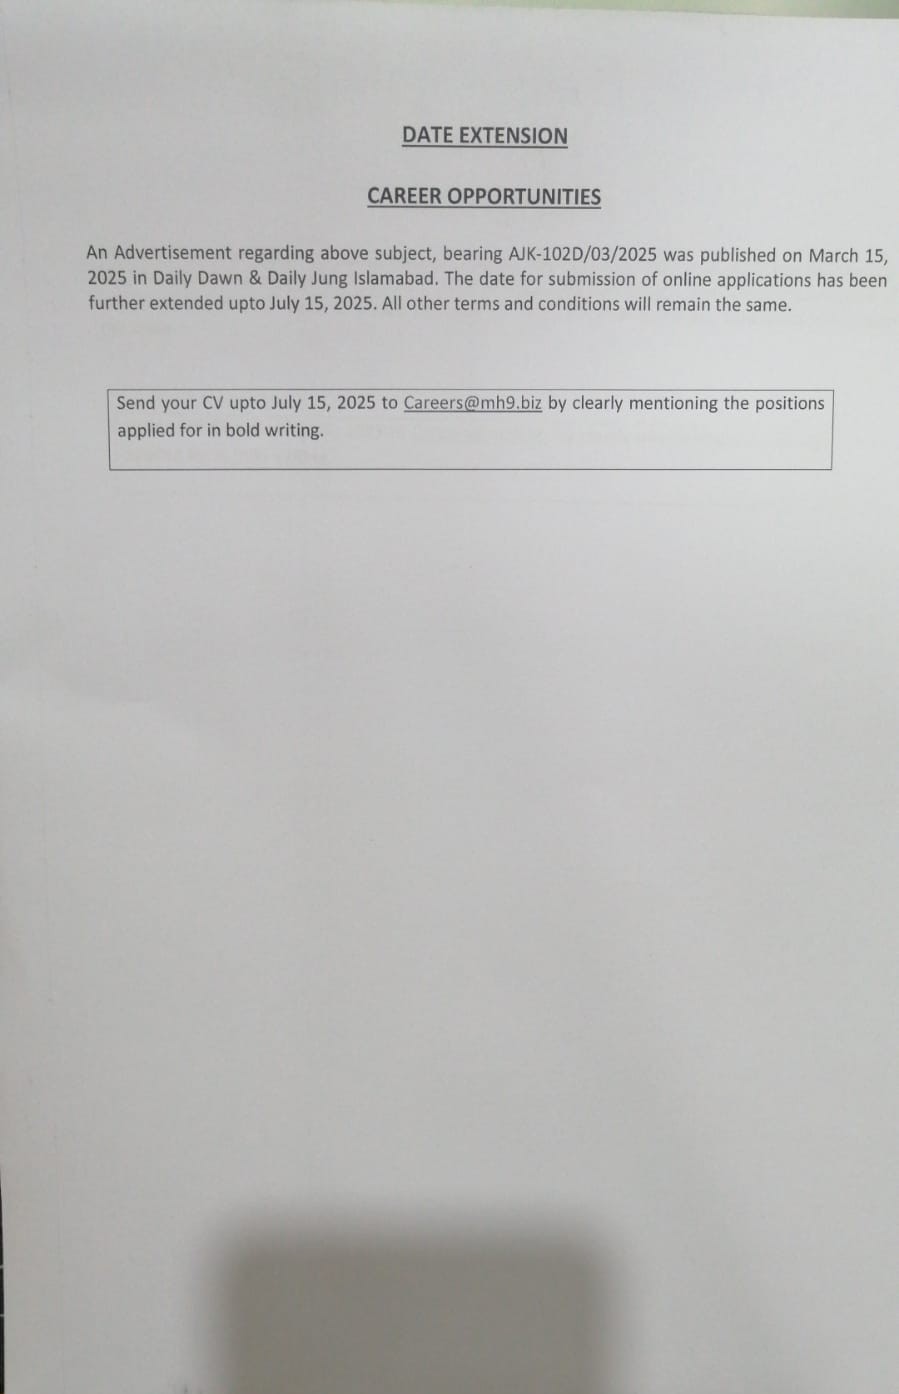 DATE EXTENSION
CAREER OPPORTUNITIES
An Advertisement regarding above subject, bearing AJK-102D/03/2025 was published on March 15,
2025 in Daily Dawn & Daily Jung Islamabad. The date for submission of online applications has been
further extended upto July 15, 2025. All other terms and conditions will remain the same.
Send your CV upto July 15, 2025 to Careers@mh9.biz by clearly mentioning the positions
applied for in bold writing.